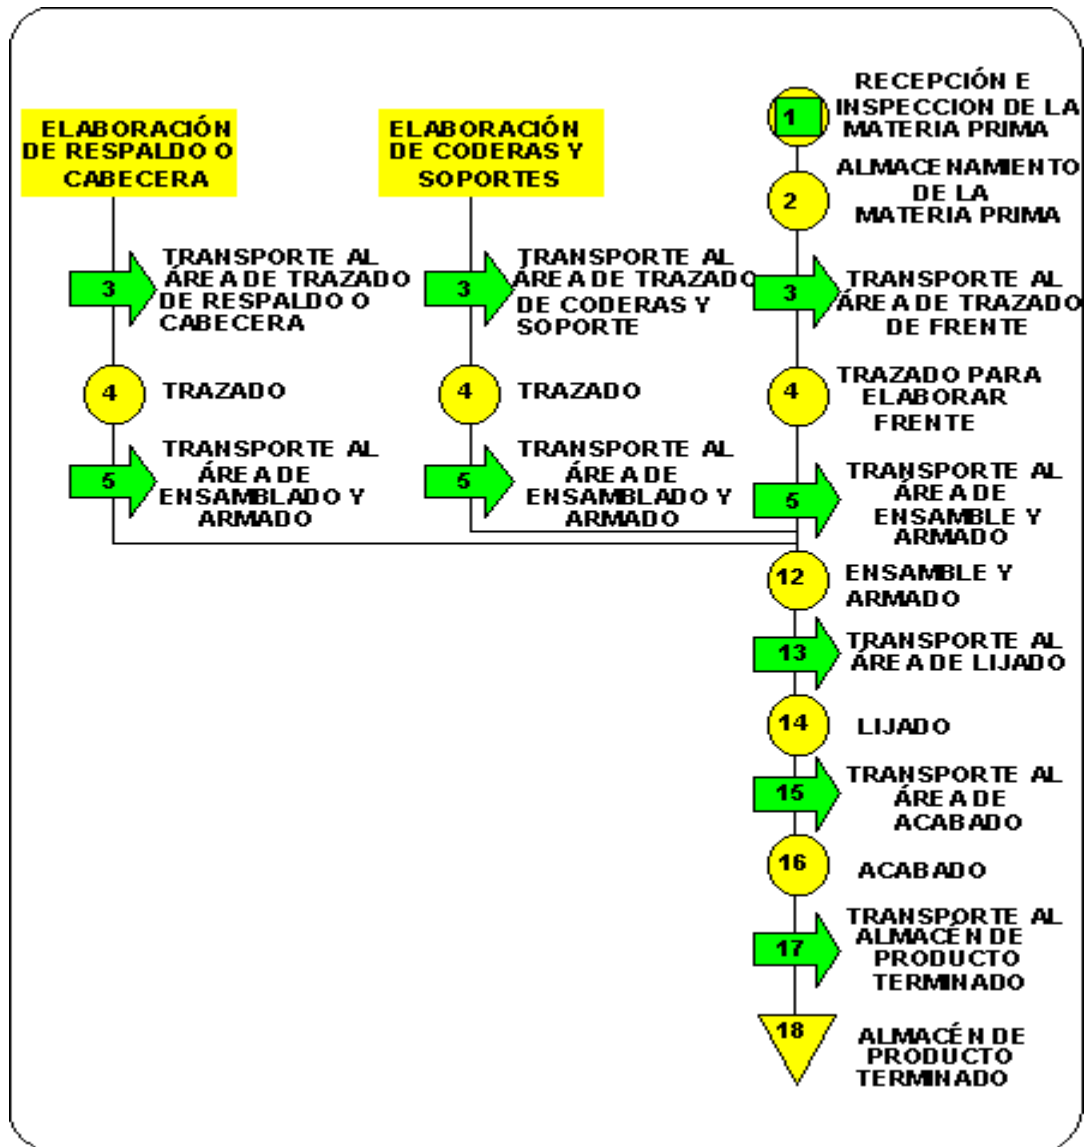 ELABORACIÓN
DE RESPALDO O
CABECERA
3
TRANSPORTE AL
ÁREA DE TRAZADO
DE RESPALDO O
CABECERA
4
TRAZADO
5
TRANSPORTE AL
ÁREA DE
ENSAMBLADO Y
ARMADO
ELABORACIÓN
DE CODERAS Y
SOPORTES
3
TRANSPORTE AL
ÁREA DE TRAZADO
DE CODERAS Y
SOPORTE
4
TRAZADO
5
TRANSPORTE AL
ÁREA DE
ENSAMBLADO Y
ARMADO
1
RECEPCIÓN E
INSPECCION DE LA
MATERIA PRIMA
2
ALMACENAMIENTO
DE LA
MATERIA PRIMA
3
TRANSPORTE AL
ÁREA DE TRAZADO
DE FRENTE
4
TRAZADO PARA
ELABORAR
FRENTE
5
TRANSPORTE AL
ÁREA DE
ENSAMBLE Y
ARMADO
12
ENSAMBLE Y
ARMADO
13
TRANSPORTE AL
ÁREA DE LIJADO
14
LIJADO
15
TRANSPORTE AL
ÁREA DE
ACABADO
16
ACABADO
17
TRANSPORTE AL
ALMACÉN DE
PRODUCTO
TERMINADO
18
ALMACÉN DE
PRODUCTO
TERMINADO